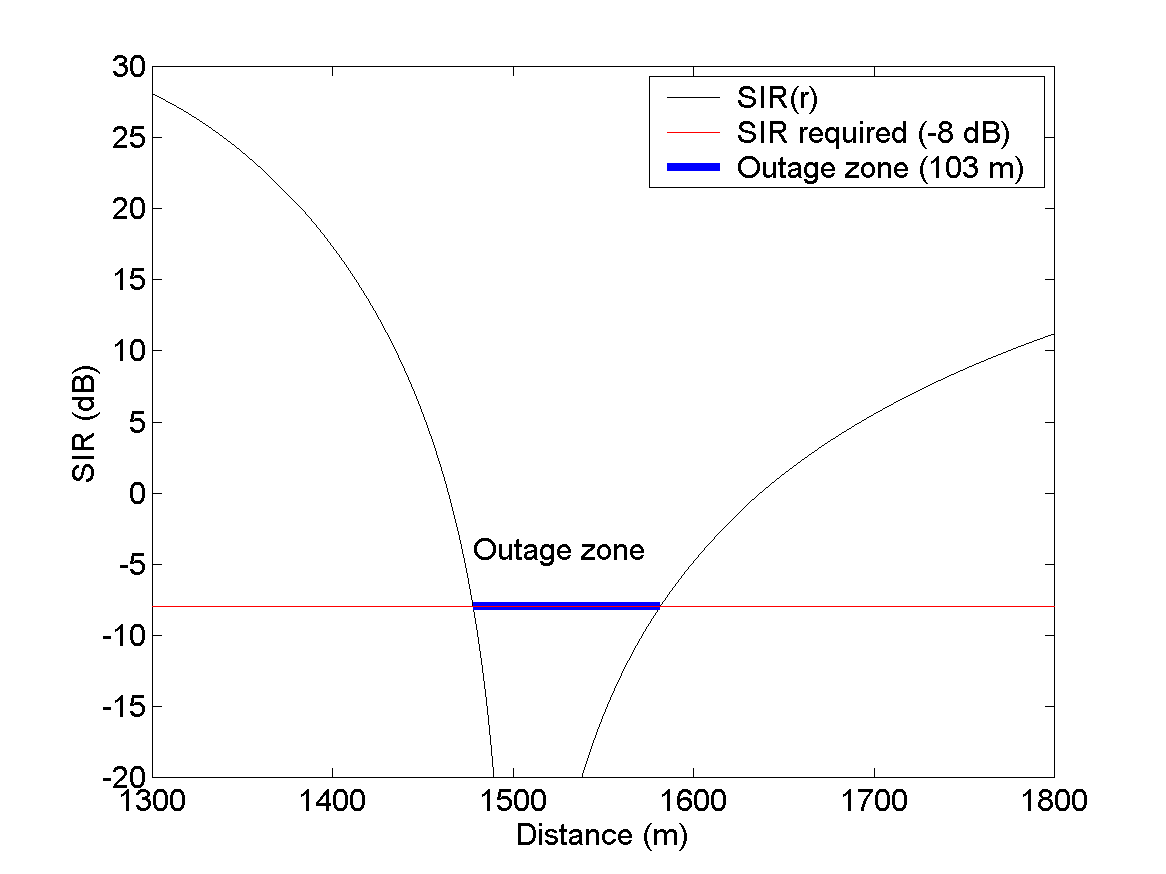 30
25
20
15
10
5
0
-5
-10
-15
-20
SIR (dB)
SIR(r)
SIR required (-8 dB)
Outage zone (103 m)
Outage zone
1300 1400 1500 1600 1700 1800
Distance (m)